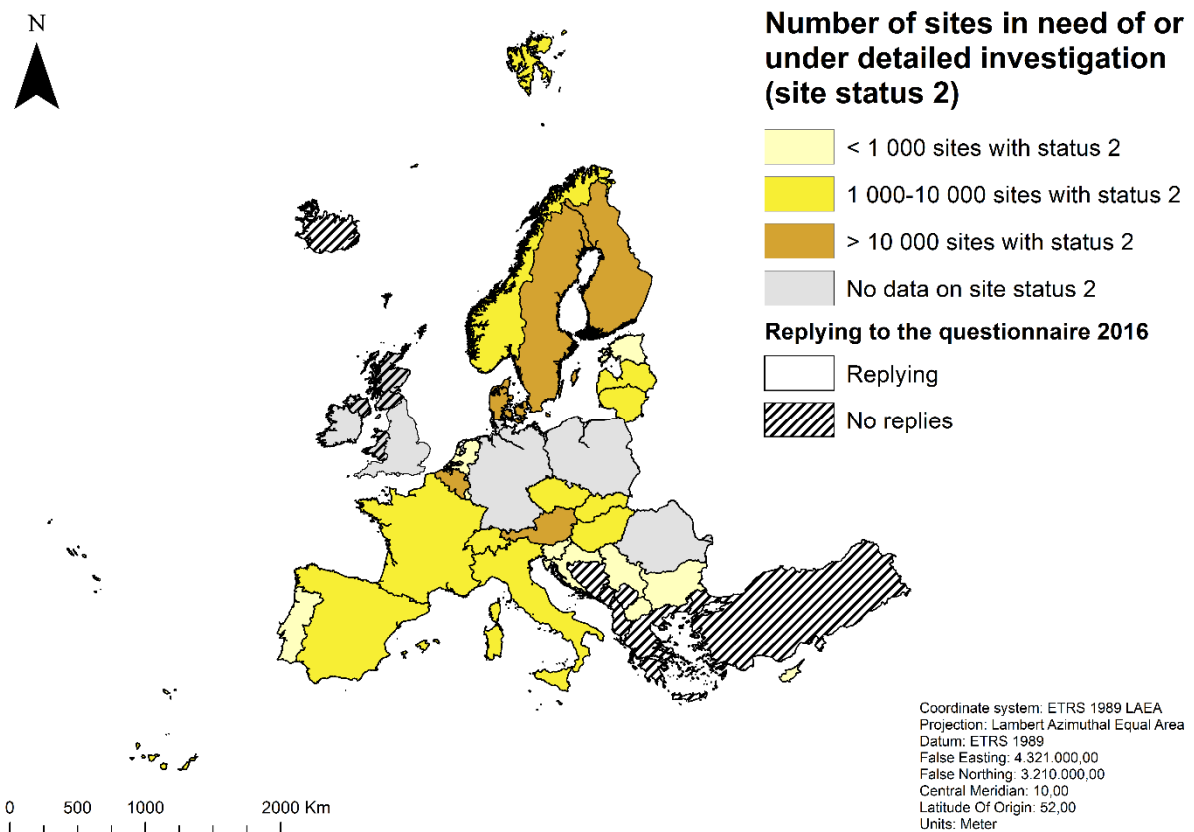 N
Number of sites in need of or
under detailed investigation
(site status 2)
< 1 000 sites with status 2
1 000-10 000 sites with status 2
> 10 000 sites with status 2
No data on site status 2
Replying to the questionnaire 2016
Replying
No replies
Coordinate system: ETRS 1989 LAEA
Projection: Lambert Azimuthal Equal Area
Datum: ETRS 1989
False Easting: 4.321.000,00
False Northing: 3.210.000,00
Central Meridian: 10,00
Latitude Of Origin: 52,00
Units: Meter
0 500 1000 2000 Km